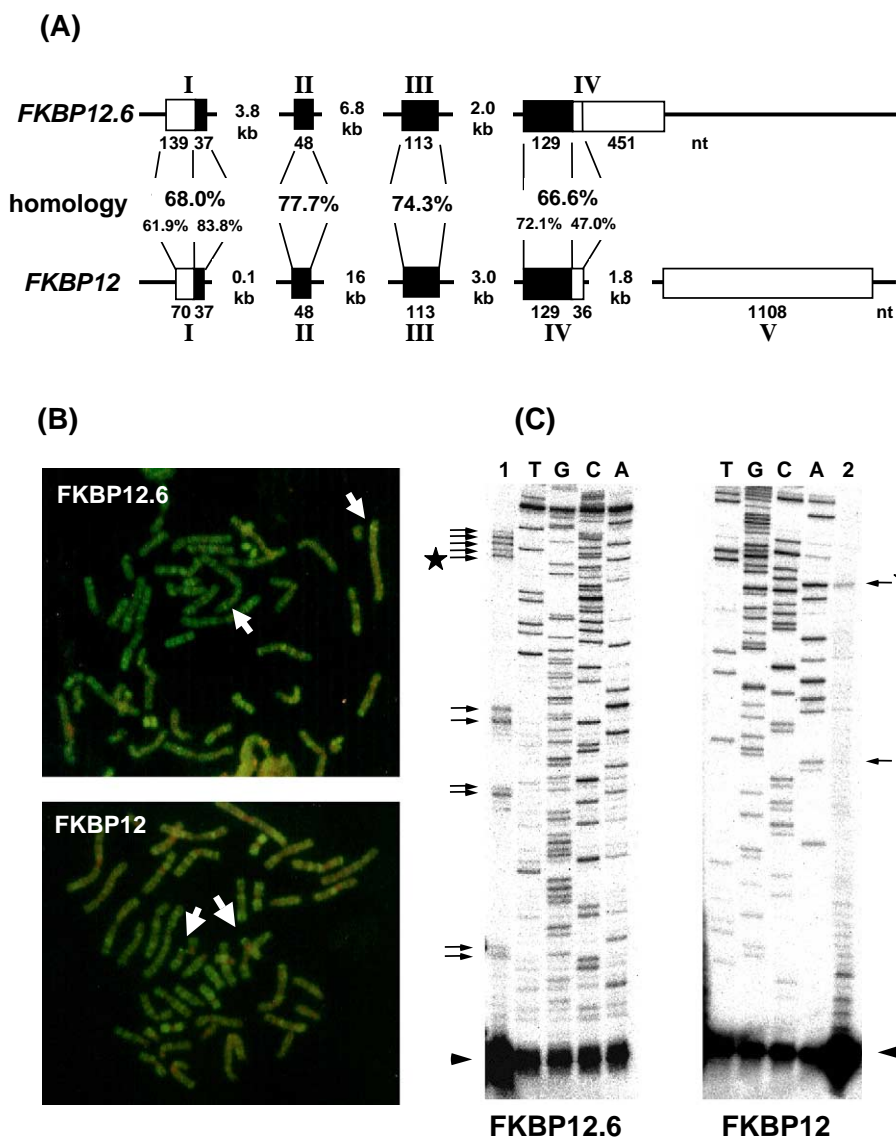 (A)
I II III IV
FKBP12.6 3.8 kb 6.8 kb 2.0 kb
139 37 48 113 129 451 nt
homology 68.0% 77.7% 74.3% 66.6%
61.9% 83.8% 72.1% 47.0%
FKBP12 0.1 kb 16 kb 3.0 kb 1.8 kb
70 37 48 113 129 36 1108 nt
I II III IV V
(B)
FKBP12.6
FKBP12
(C)
1 T G C A
T G C A 2
FKBP12.6 FKBP12